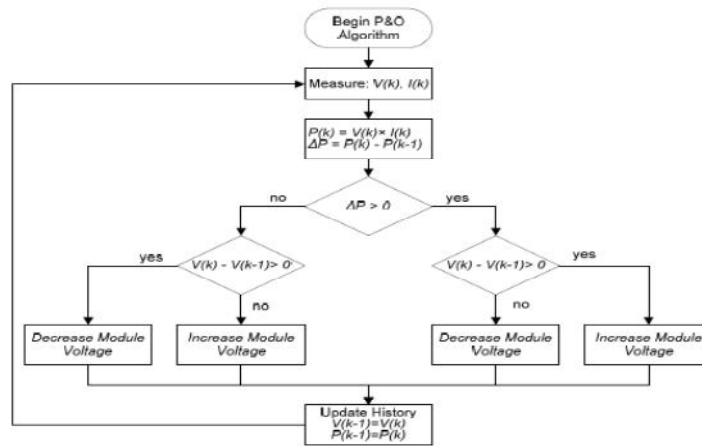 Begin P&O
Algorithm
Measure: V(k), I(k)
P(k) = V(k)× I(k)
ΔP = P(k) - P(k-1)
no
ΔP > 0
yes
yes
V(k) - V(k-1)> 0
V(k) - V(k-1)> 0
yes
no
no
Decrease Module
Voltage
Increase Module
Voltage
Decrease Module
Voltage
Increase Module
Voltage
Update History
V(k-1)=V(k)
P(k-1)=P(k)